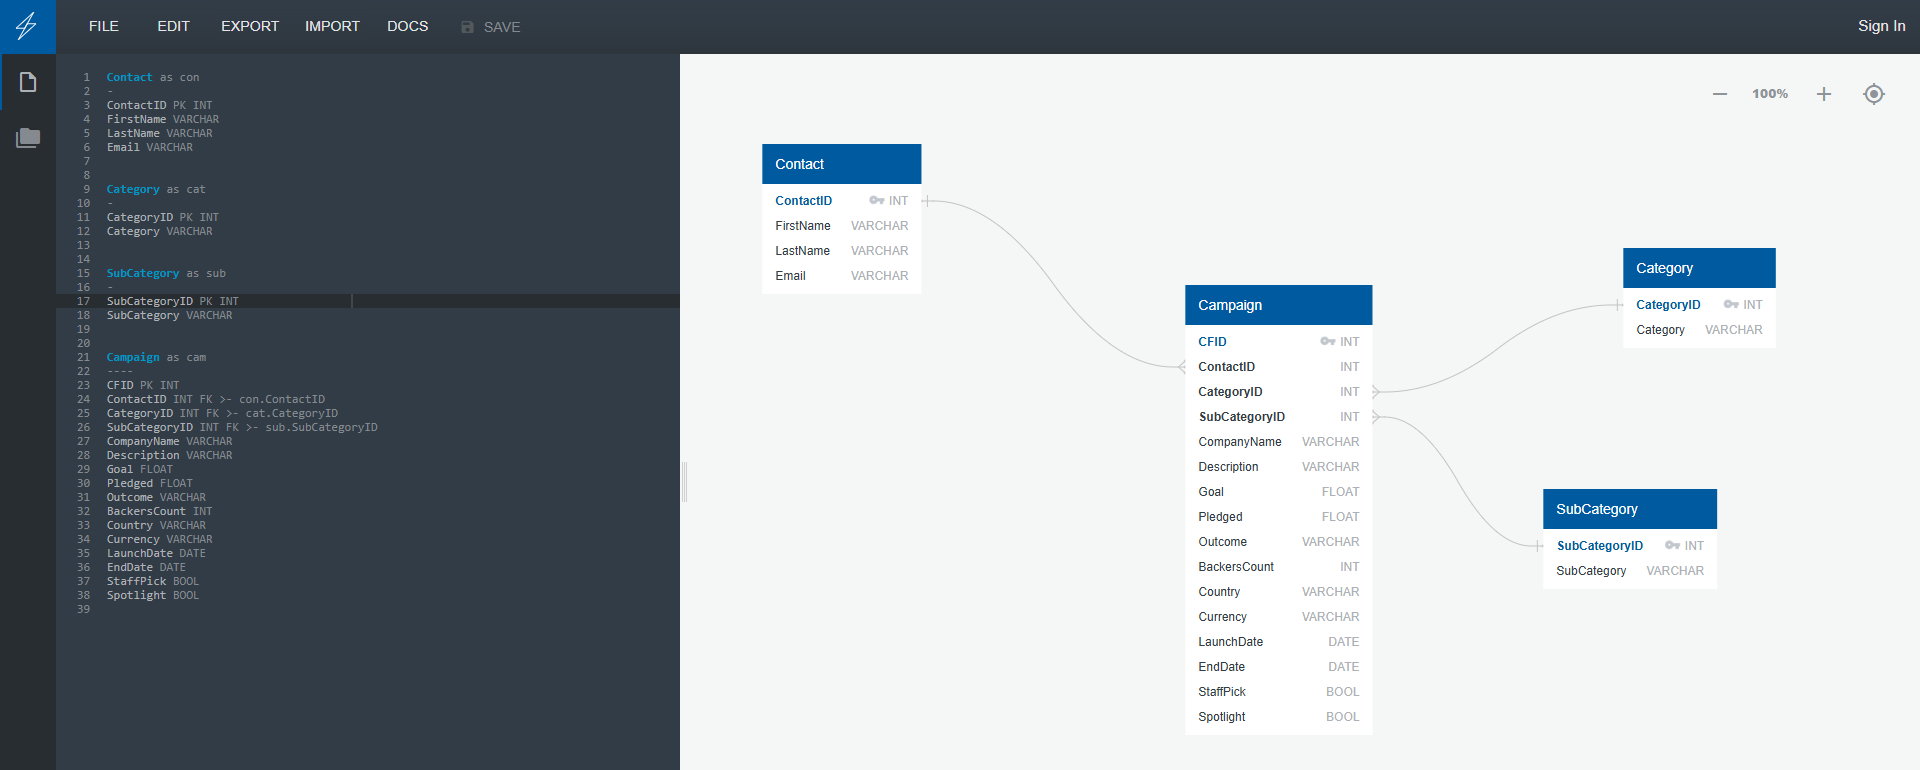 FILE EDIT EXPORT IMPORT DOCS SAVE Sign In
1 Contact as con
2 -
3 ContactID PK INT
4 FirstName VARCHAR
5 LastName VARCHAR
6 Email VARCHAR
7
8
9 Category as cat
10 -
11 CategoryID PK INT
12 Category VARCHAR
13
14
15 SubCategory as sub
16 -
17 SubCategoryID PK INT
18 SubCategory VARCHAR
19
20
21 Campaign as cam
22 ----
23 CFID PK INT
24 ContactID INT FK >- con.ContactID
25 CategoryID INT FK >- cat.CategoryID
26 SubCategoryID INT FK >- sub.SubCategoryID
27 CompanyName VARCHAR
28 Description VARCHAR
29 Goal FLOAT
30 Pledged FLOAT
31 Outcome VARCHAR
32 BackersCount INT
33 Country VARCHAR
34 Currency VARCHAR
35 LaunchDate DATE
36 EndDate DATE
37 StaffPick BOOL
38 Spotlight BOOL
39
100%
Contact
ContactID INT
FirstName VARCHAR
LastName VARCHAR
Email VARCHAR
Campaign
CFID INT
ContactID INT
CategoryID INT
SubCategoryID INT
CompanyName VARCHAR
Description VARCHAR
Goal FLOAT
Pledged FLOAT
Outcome VARCHAR
BackersCount INT
Country VARCHAR
Currency VARCHAR
LaunchDate DATE
EndDate DATE
StaffPick BOOL
Spotlight BOOL
Category
CategoryID INT
Category VARCHAR
SubCategory
SubCategoryID INT
SubCategory VARCHAR